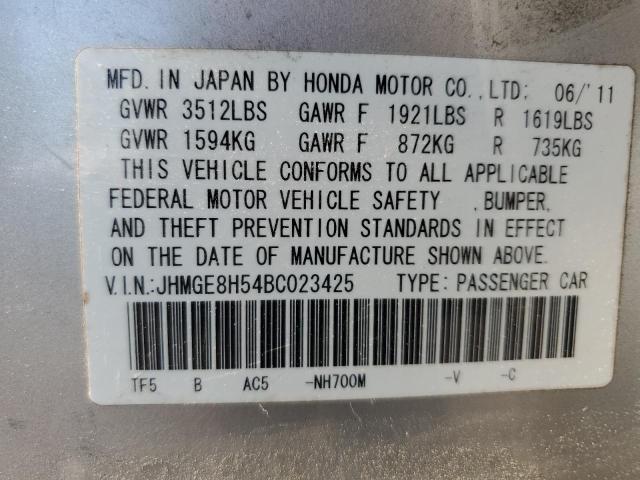 MFD. IN JAPAN BY HONDA MOTOR CO., LTD: 06/'11
GVWR 3512LBS GAWR F 1921LBS R 1619LBS
GVWR 1594KG GAWR F 872KG R 735KG
THIS VEHICLE CONFORMS TO ALL APPLICABLE
FEDERAL MOTOR VEHICLE SAFETY , BUMPER,
AND THEFT PREVENTION STANDARDS IN EFFECT
ON THE DATE OF MANUFACTURE SHOWN ABOVE.
V.I.N.:JHMGE8H54BC023425 TYPE: PASSENGER CAR
TF5 B AC5 -NH700M -V -C